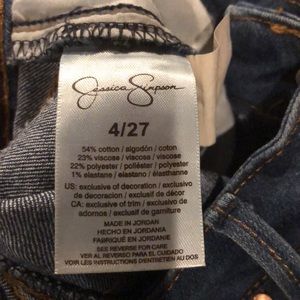 Jessica Simpson
4/27
54% cotton / algodón / coton
23% viscose / viscosa / viscose
22% polyester / poliéster / polyester
1% elastane / elastano / élasthanne
US: exclusive of decoration / exclusivo
de decoración / exclusif de décor
CA: exclusive of trim / exclusivo de
adornos / exclusif de garniture
MADE IN JORDAN
HECHO EN JORDANIA
FABRIQUÉ EN JORDANIE
SEE REVERSE FOR CARE
VER AL REVERSO PARA EL CUIDADO
VOIR LES INSTRUCTIONS D'ENTRETIEN AU DOS